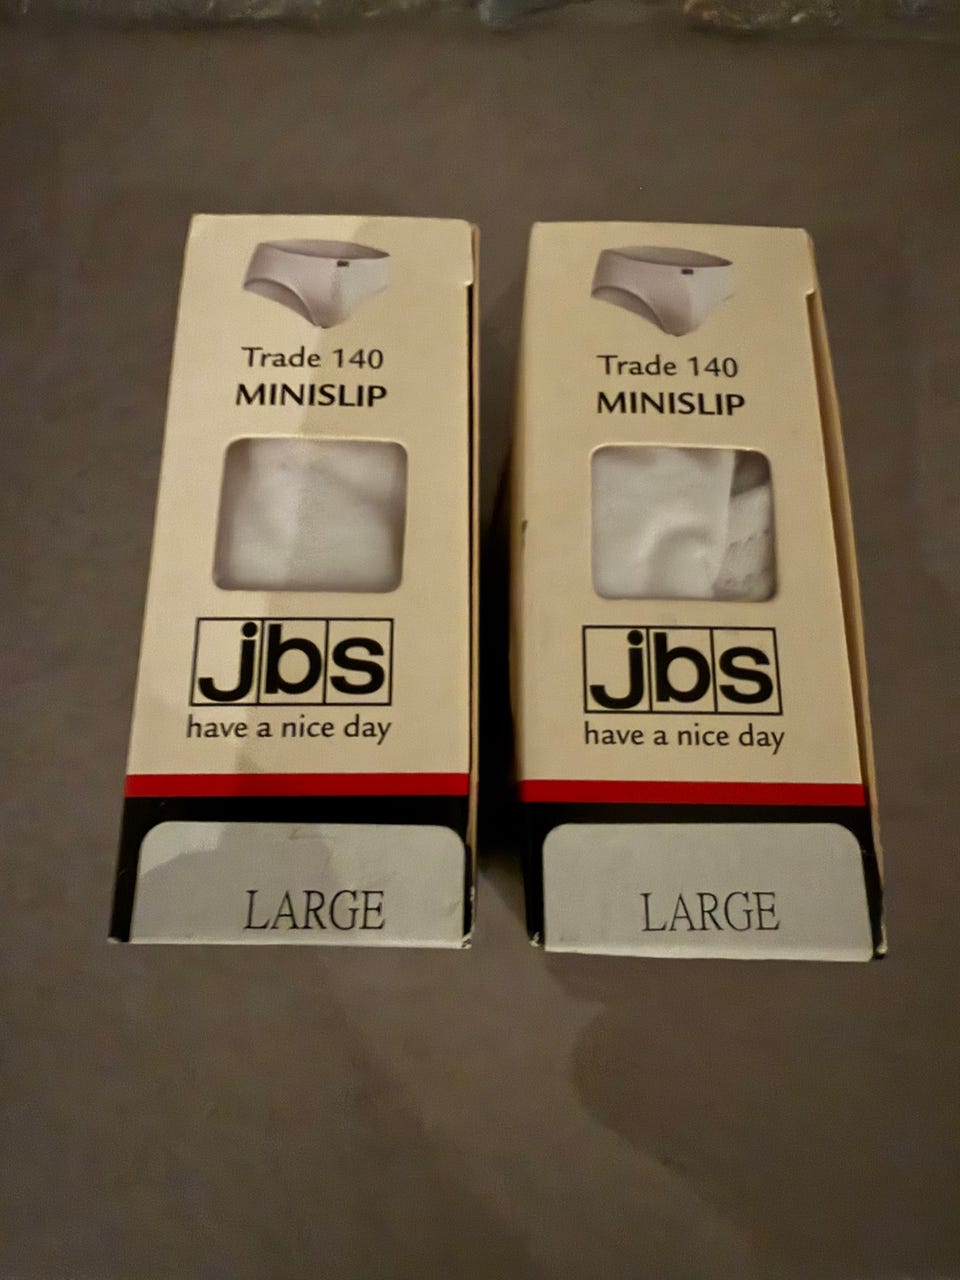 Trade 140
MINISLIP
jbs
have a nice day
LARGE
Trade 140
MINISLIP
jbs
have a nice day
LARGE